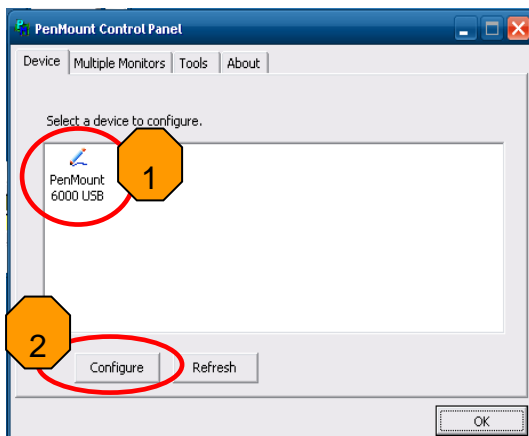 PenMount Control Panel
Device Multiple Monitors Tools About
Select a device to configure.
PenMount
6000 USB
1
2
Configure Refresh
OK